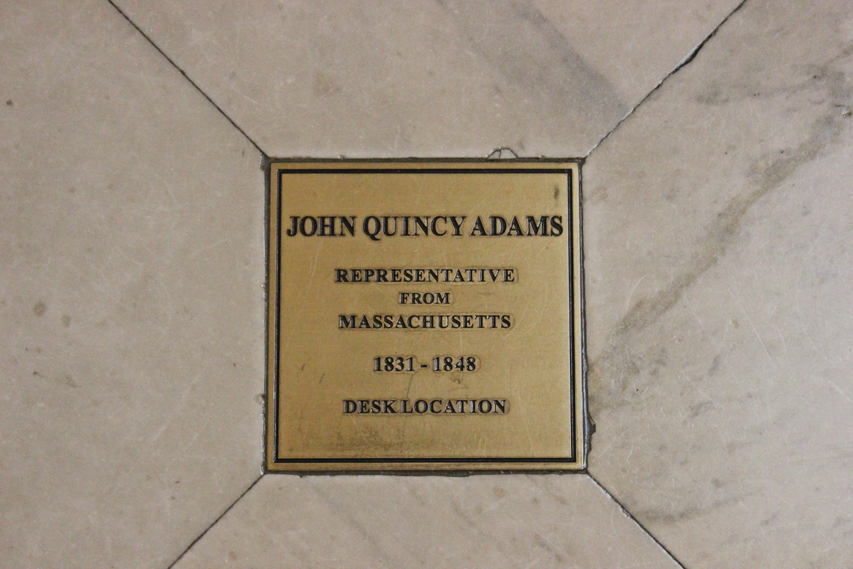 JOHN QUINCY ADAMS
REPRESENTATIVE
FROM
MASSACHUSETTS
1831 - 1848
DESK LOCATION